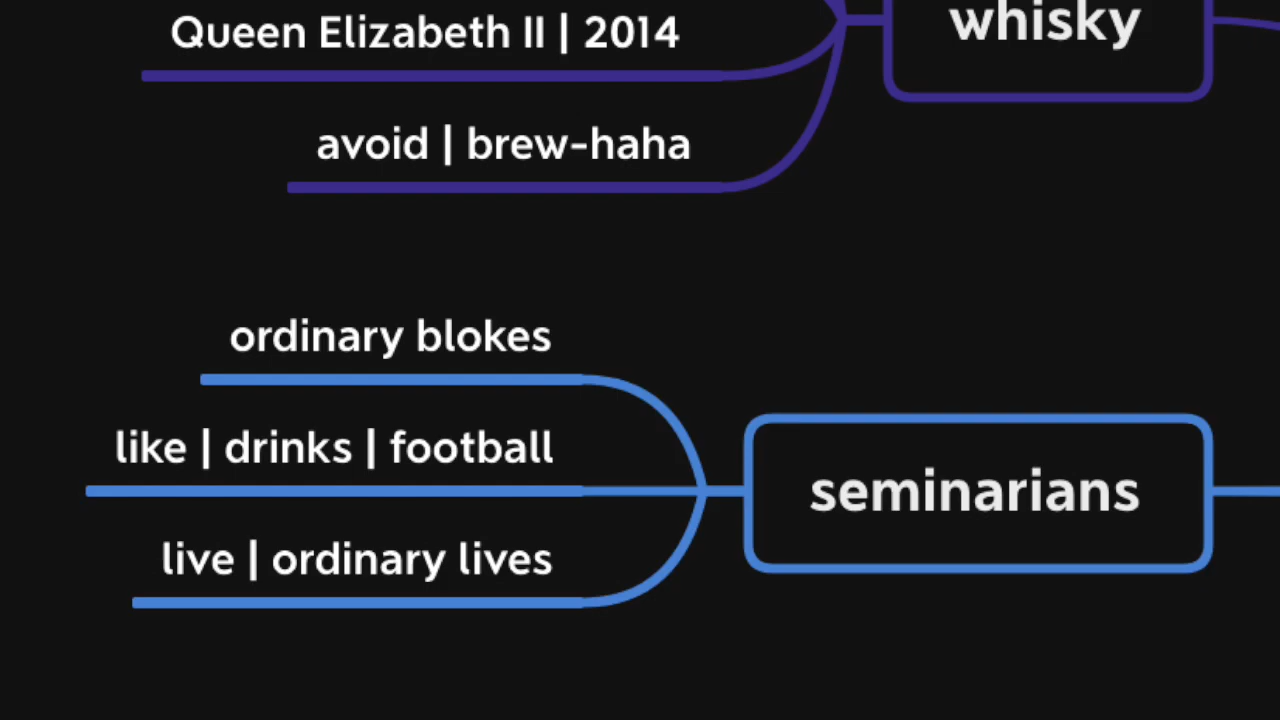 Queen Elizabeth II | 2014
whisky
avoid | brew-haha
ordinary blokes
like | drinks | football
seminarians
live | ordinary lives